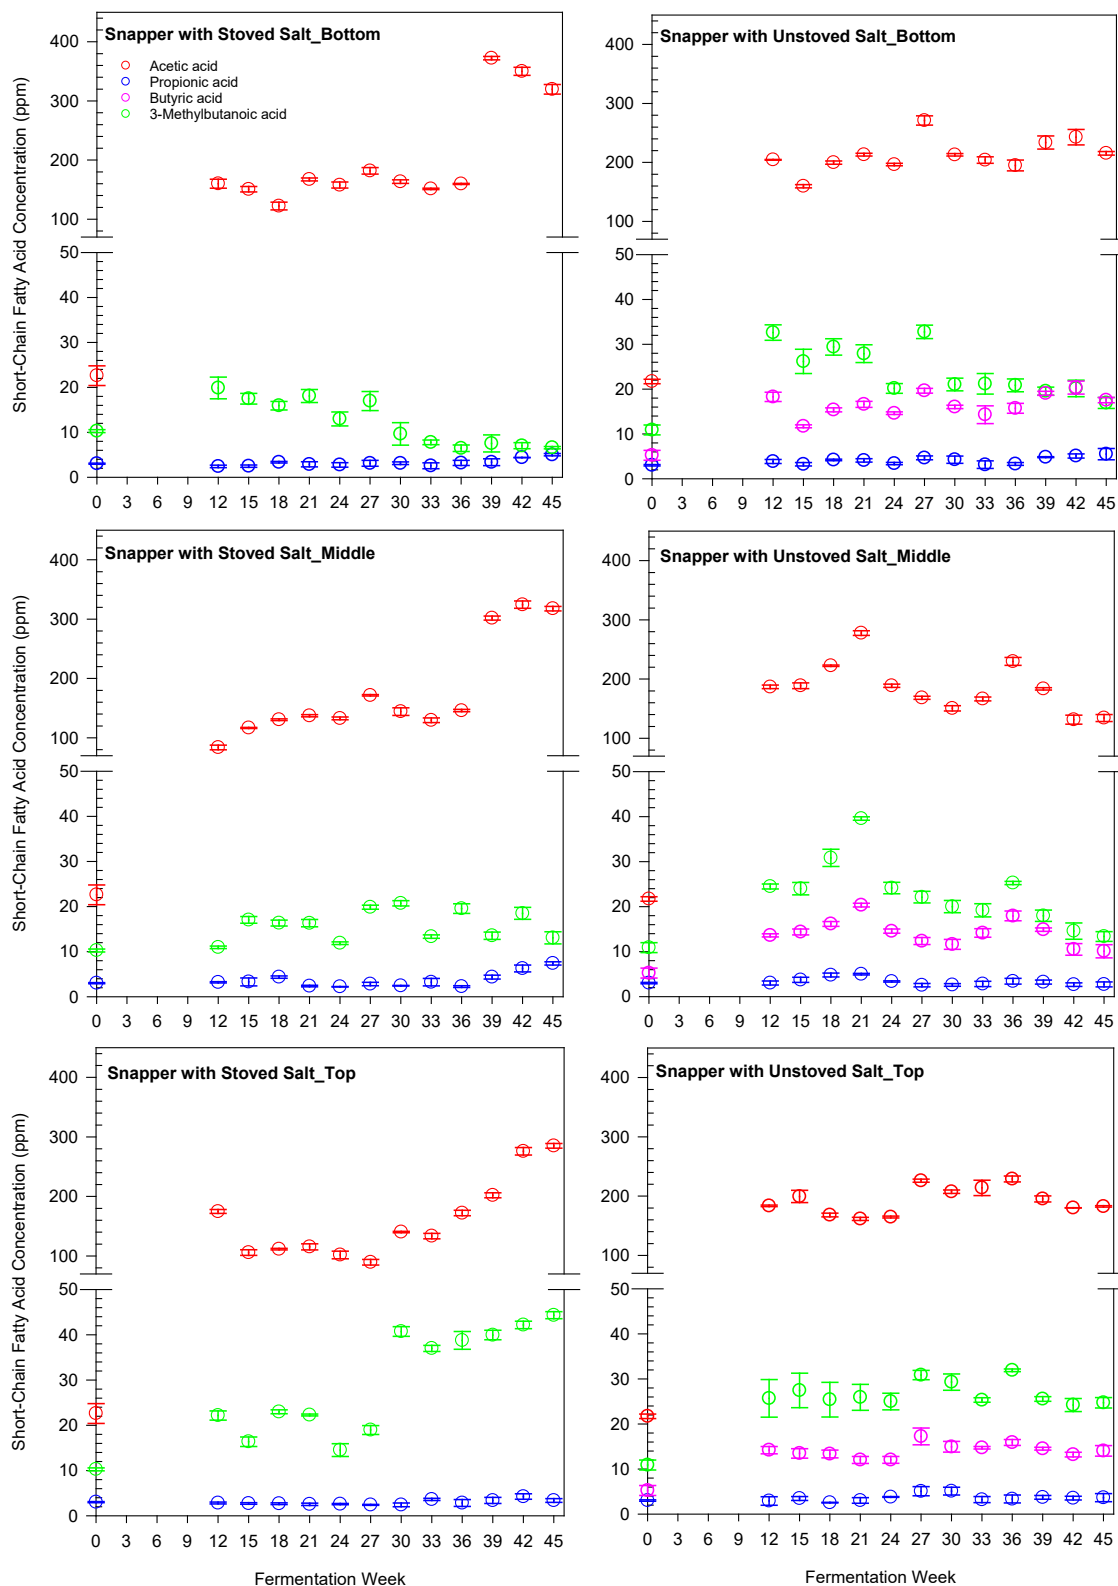 Snapper with Stoved Salt_Bottom
Acetic acid
Propionic acid
Butyric acid
3-Methylbutanoic acid
Short-Chain Fatty Acid Concentration (ppm)
400
300
200
100
50
40
30
20
10
0
0 3 6 9 12 15 18 21 24 27 30 33 36 39 42 45
Snapper with Unstoved Salt_Bottom
400
300
200
100
50
40
30
20
10
0
0 3 6 9 12 15 18 21 24 27 30 33 36 39 42 45
Snapper with Stoved Salt_Middle
Short-Chain Fatty Acid Concentration (ppm)
400
300
200
100
50
40
30
20
10
0
0 3 6 9 12 15 18 21 24 27 30 33 36 39 42 45
Snapper with Unstoved Salt_Middle
400
300
200
100
50
40
30
20
10
0
0 3 6 9 12 15 18 21 24 27 30 33 36 39 42 45
Snapper with Stoved Salt_Top
Short-Chain Fatty Acid Concentration (ppm)
400
300
200
100
50
40
30
20
10
0
0 3 6 9 12 15 18 21 24 27 30 33 36 39 42 45
Fermentation Week
Snapper with Unstoved Salt_Top
400
300
200
100
50
40
30
20
10
0
0 3 6 9 12 15 18 21 24 27 30 33 36 39 42 45
Fermentation Week